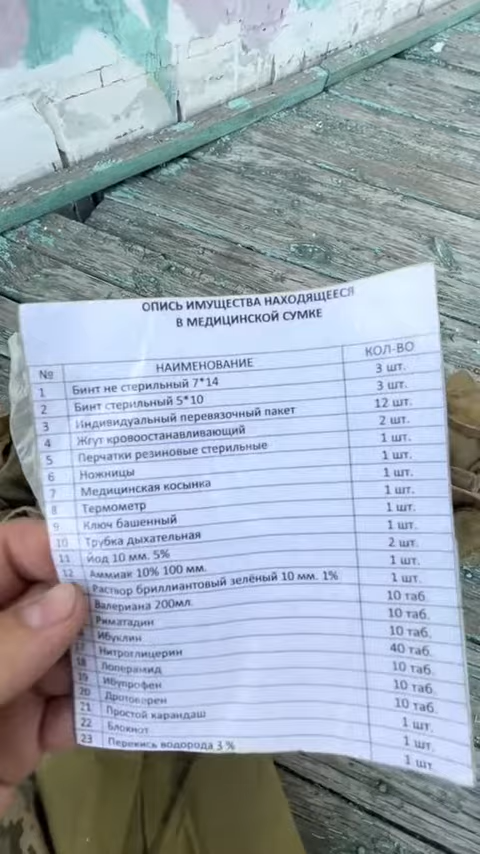 ОПИСЬ ИМУЩЕСТВА НАХОДЯЩЕЕСЯ
В МЕДИЦИНСКОЙ СУМКЕ
№ НАИМЕНОВАНИЕ КОЛ-ВО
1 Бинт не стерильный 7*14 3 шт.
2 Бинт стерильный 5*10 3 шт.
3 Индивидуальный перевязочный пакет 12 шт.
4 Жгут кровоостанавливающий 2 шт.
5 Перчатки резиновые стерильные 1 шт.
6 Ножницы 1 шт.
7 Медицинская косынка 1 шт.
8 Термометр 1 шт.
9 Ключ башенный 1 шт.
10 Трубка дыхательная 1 шт.
11 Йод 10 мм. 5% 2 шт.
12 Аммиак 10% 100 мм. 1 шт.
Раствор бриллиантовый зелёный 10 мм. 1% 1 шт.
Валериана 200мл. 10 таб.
Риматадин 10 таб.
Ибуклин 10 таб.
17 Нитроглицерин 40 таб.
18 Лоперамид 10 таб.
19 Ибупрофен 10 таб.
20 10 таб.
21 Простой карандаш 1 шт.
22 Блокнот 1 шт.
23 Перекись водорода 3 % 1 шт